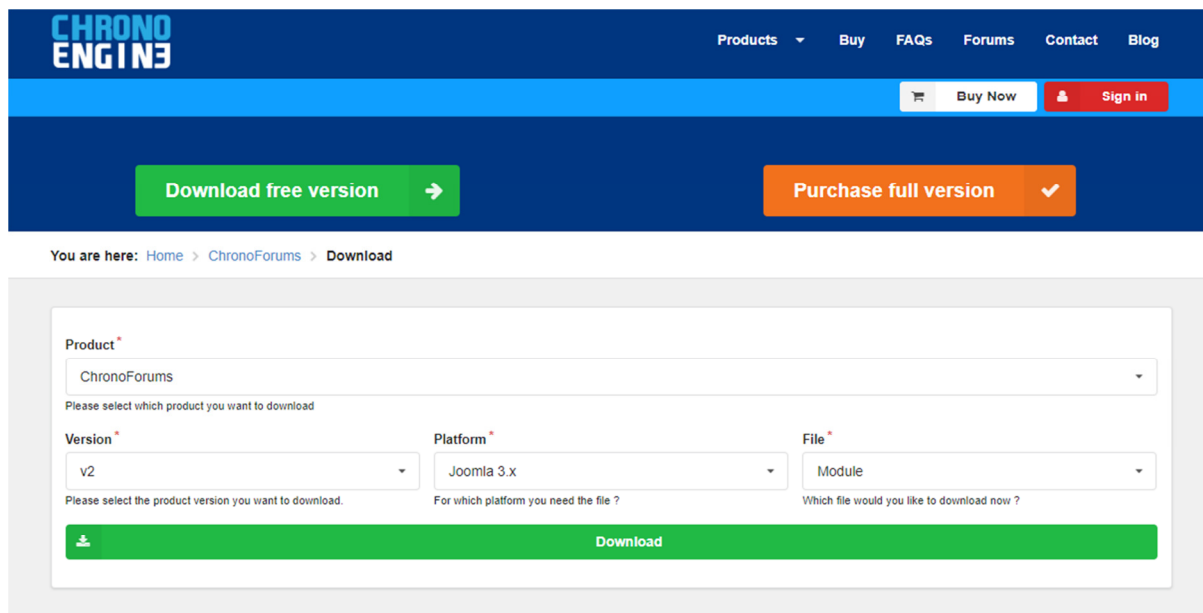 CHRONO
ENGINE
Products Buy FAQs Forums Contact Blog
Buy Now Sign in
Download free version Purchase full version
You are here: Home > ChronoForums > Download
Product*
ChronoForums
Please select which product you want to download
Version* Platform* File*
v2 Joomla 3.x Module
Please select the product version you want to download. For which platform you need the file ? Which file would you like to download now ?
Download